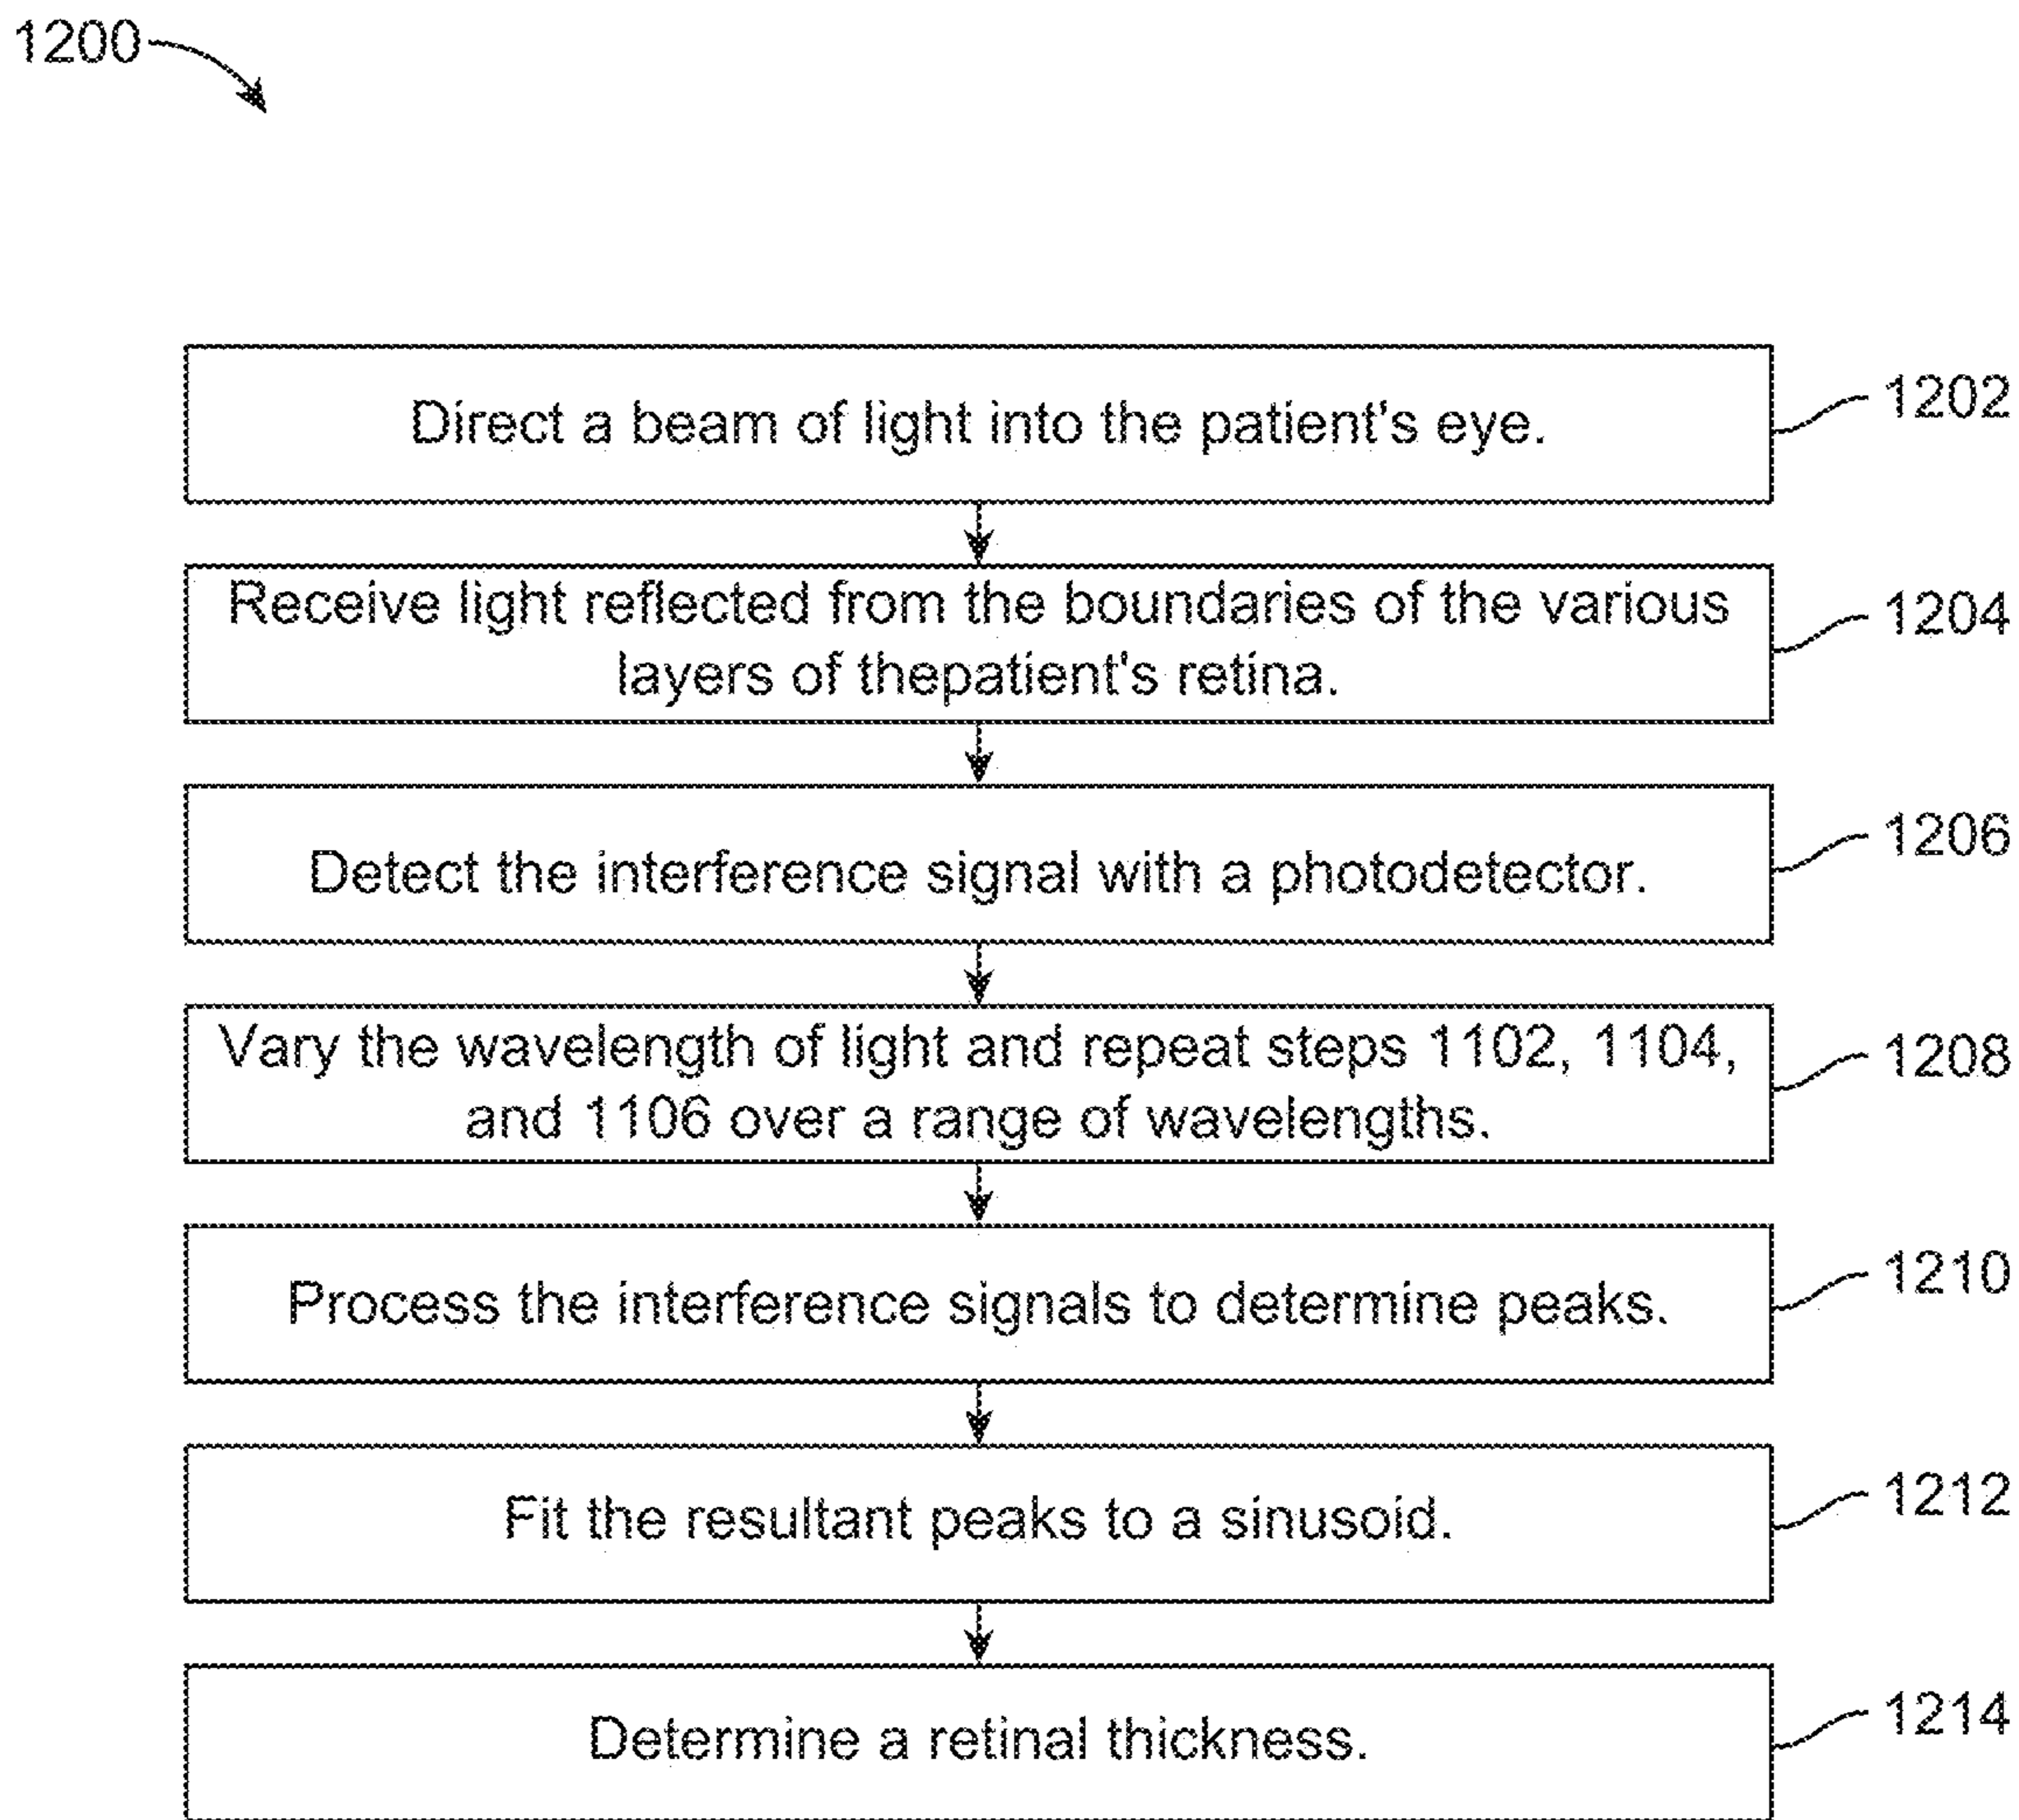 1200
Direct a beam of light into the patient's eye.
1202
Receive light reflected from the boundaries of the various
layers of thepatient's retina.
1204
Detect the interference signal with a photodetector.
1206
Vary the wavelength of light and repeat steps 1102, 1104,
and 1106 over a range of wavelengths.
1208
Process the interference signals to determine peaks.
1210
Fit the resultant peaks to a sinusoid.
1212
Determine a retinal thickness.
1214